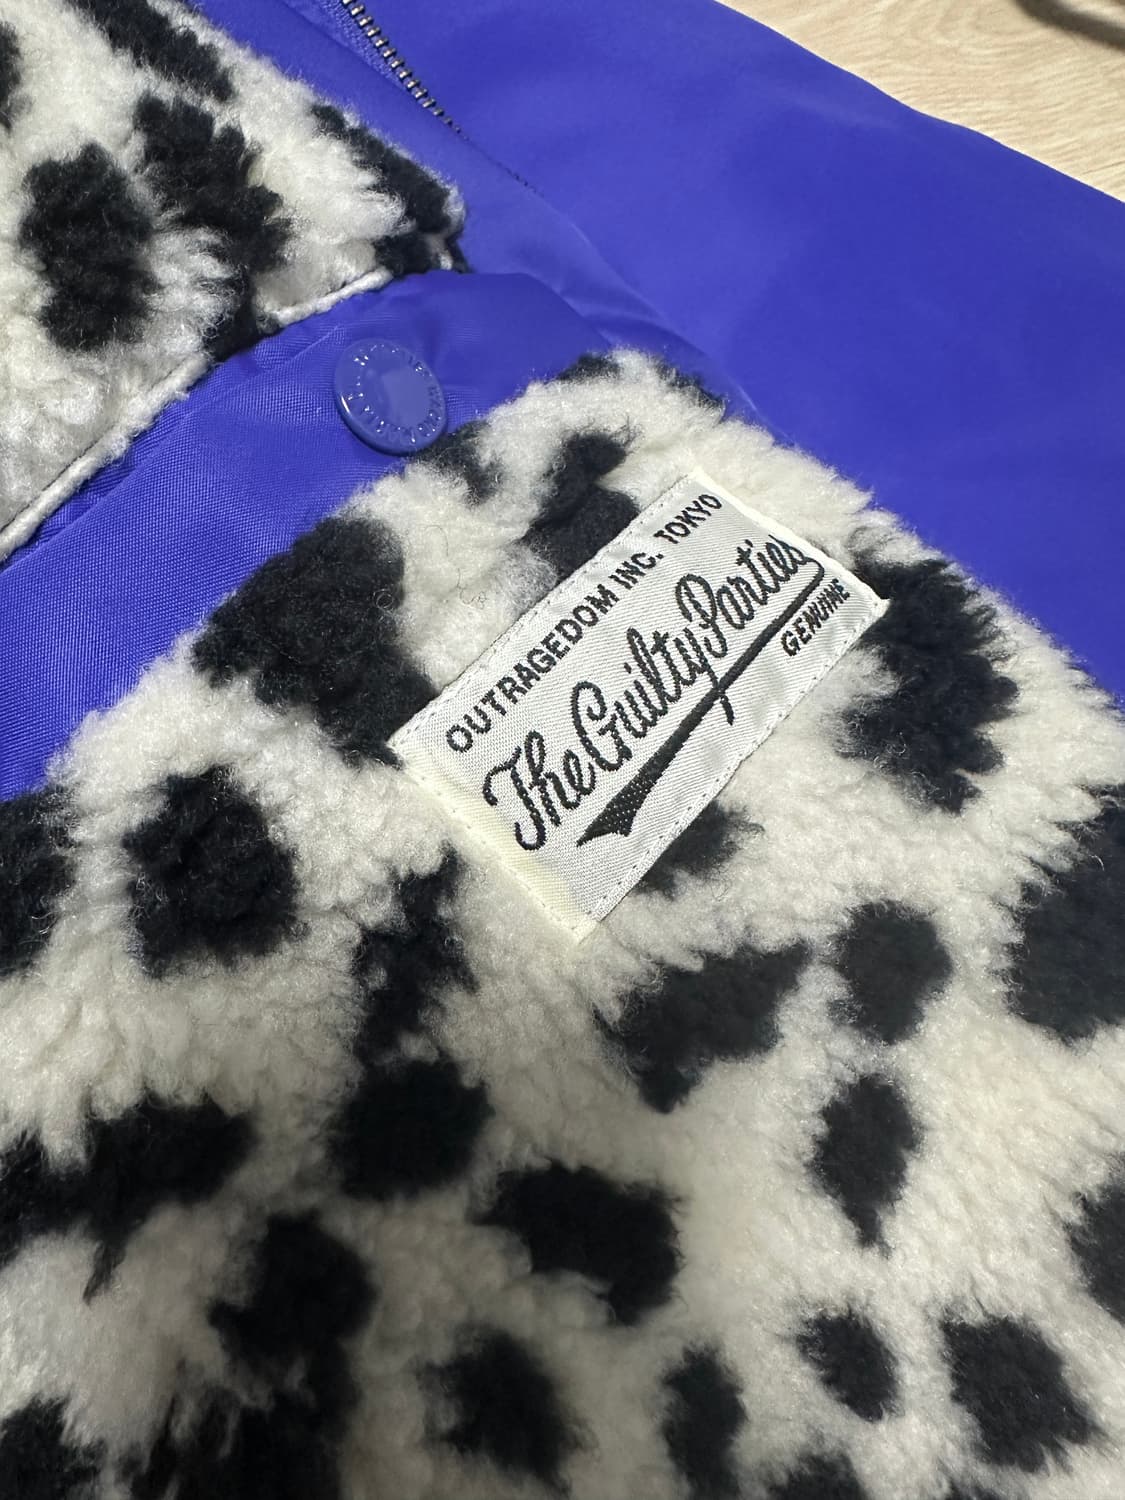 OUTRAGEDOM INC. TOKYO
The Guilty Parties
GENUINE